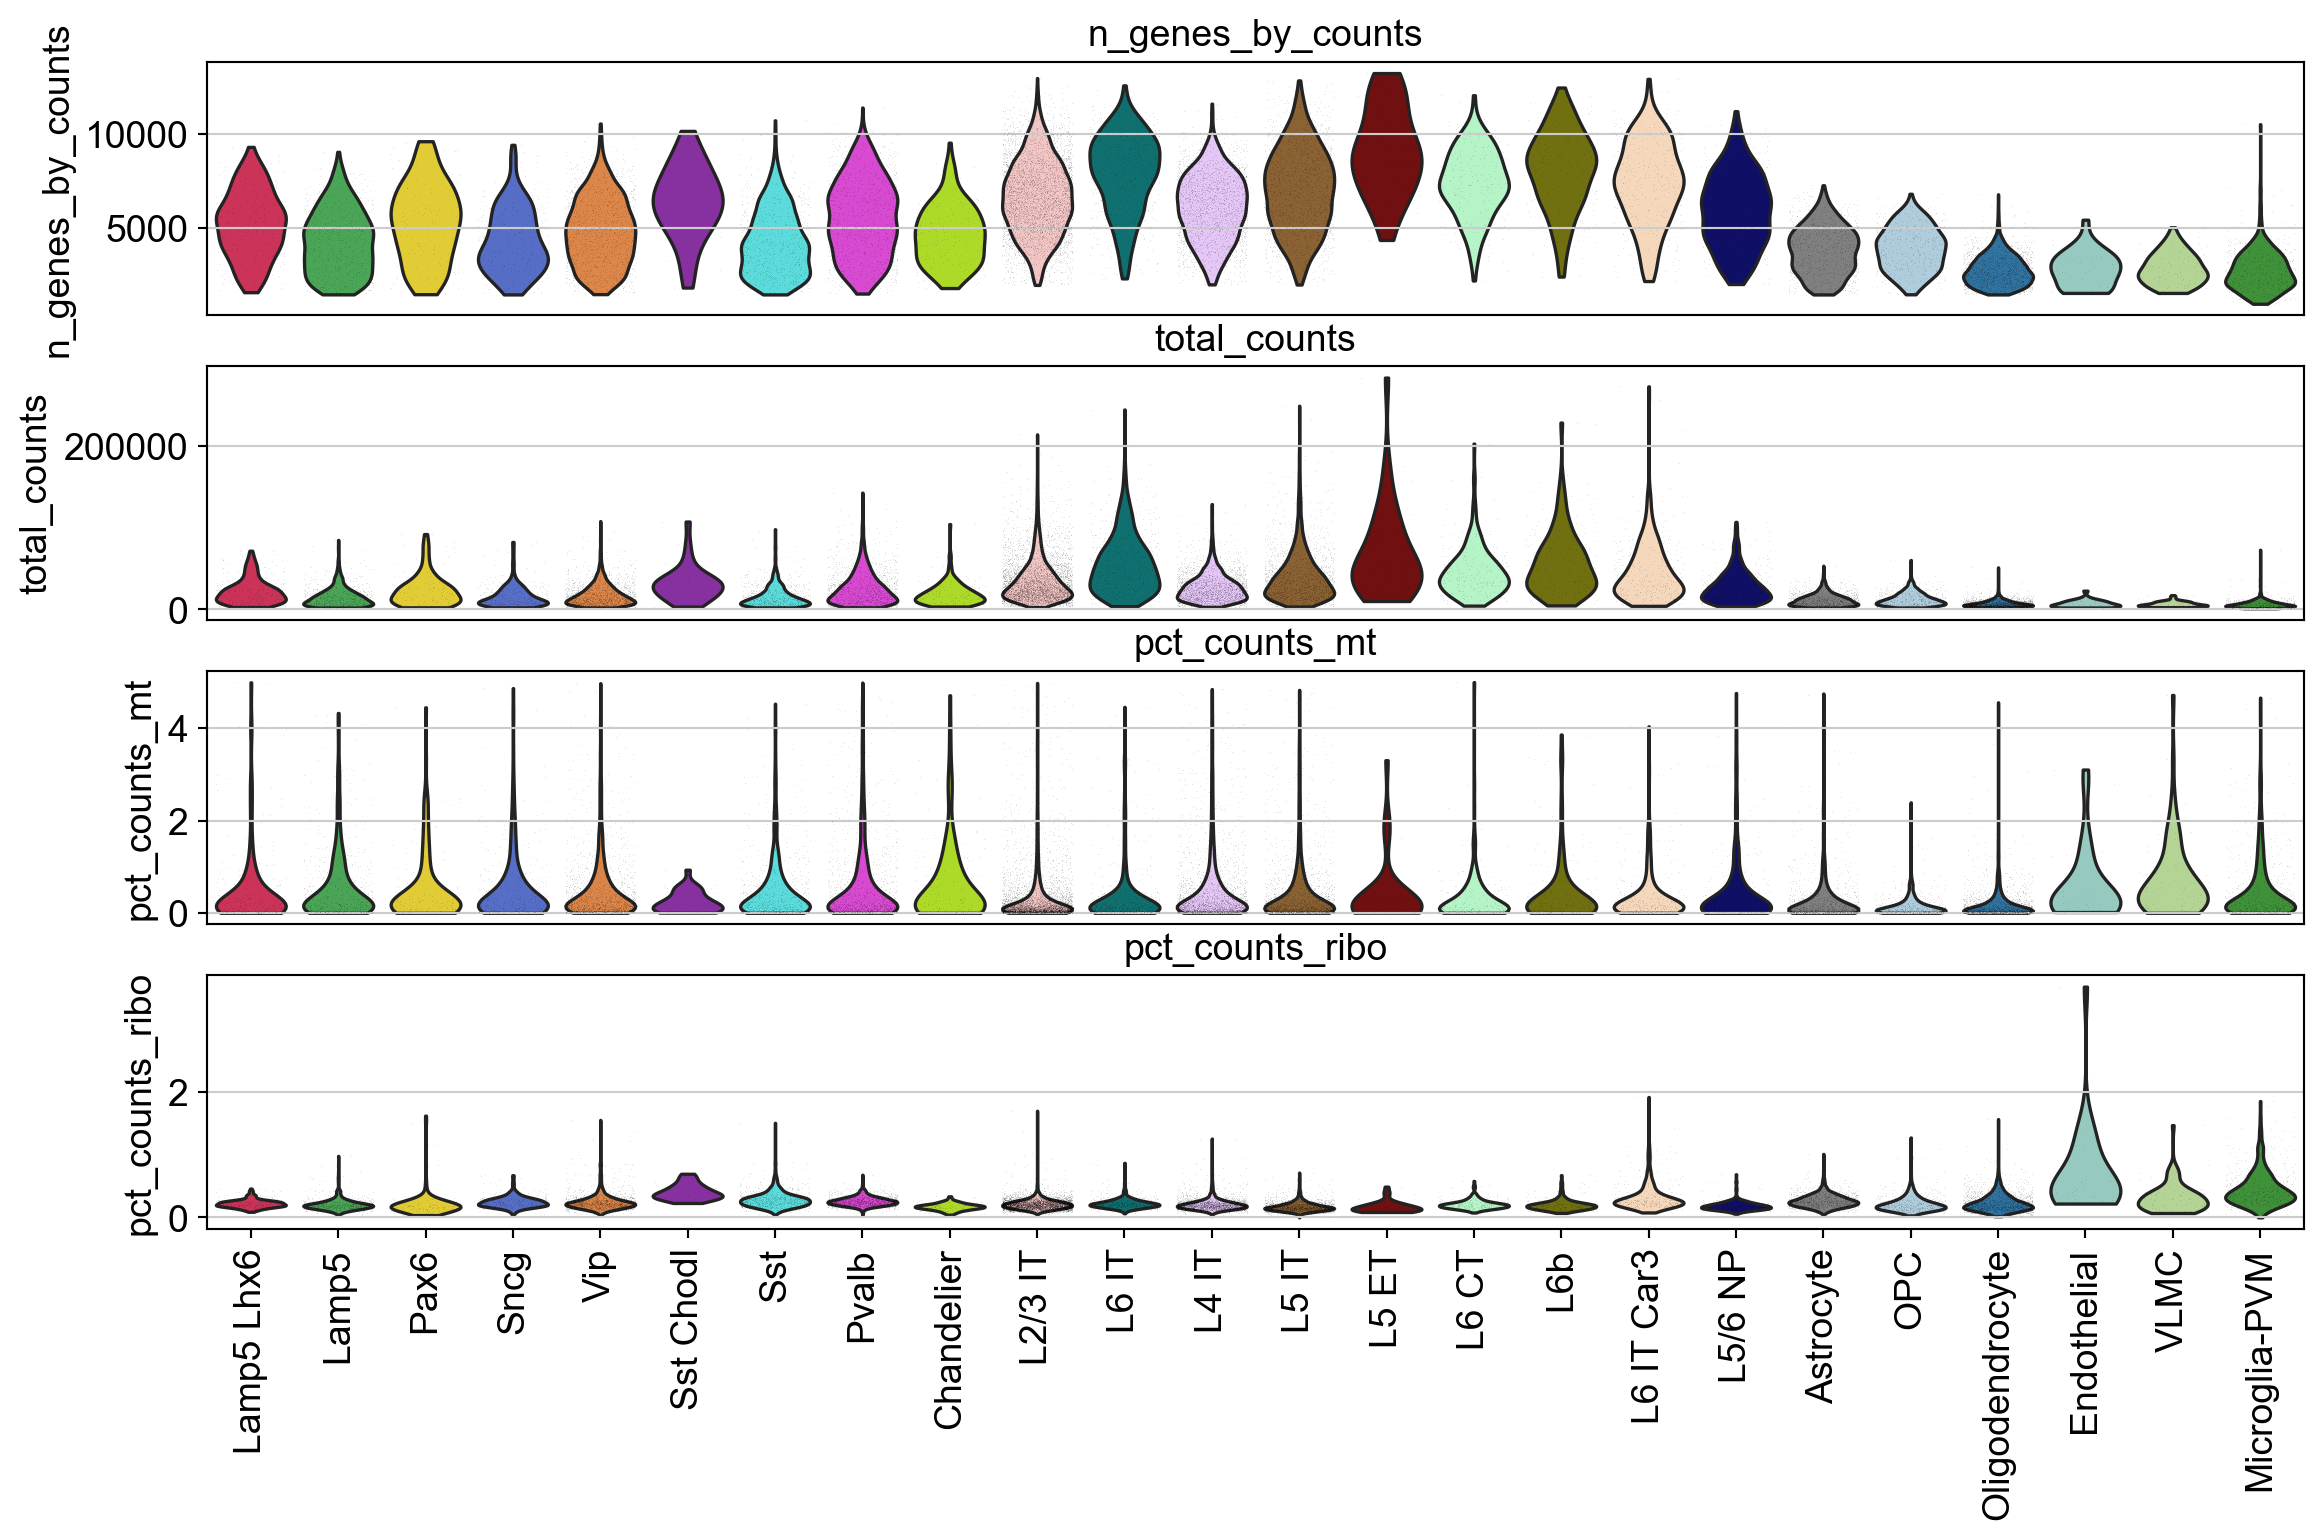 n_genes_by_counts
n_genes_by_counts
10000
5000
total_counts
total_counts
200000
0
pct_counts_mt
pct_counts_mt
4
2
0
pct_counts_ribo
pct_counts_ribo
2
0
Lamp5 Lhx6
Lamp5
Pax6
Sncg
Vip
Sst Chodl
Sst
Pvalb
Chandelier
L2/3 IT
L6 IT
L4 IT
L5 IT
L5 ET
L6 CT
L6b
L6 IT Car3
L5/6 NP
Astrocyte
OPC
Oligodendrocyte
Endothelial
VLMC
Microglia-PVM